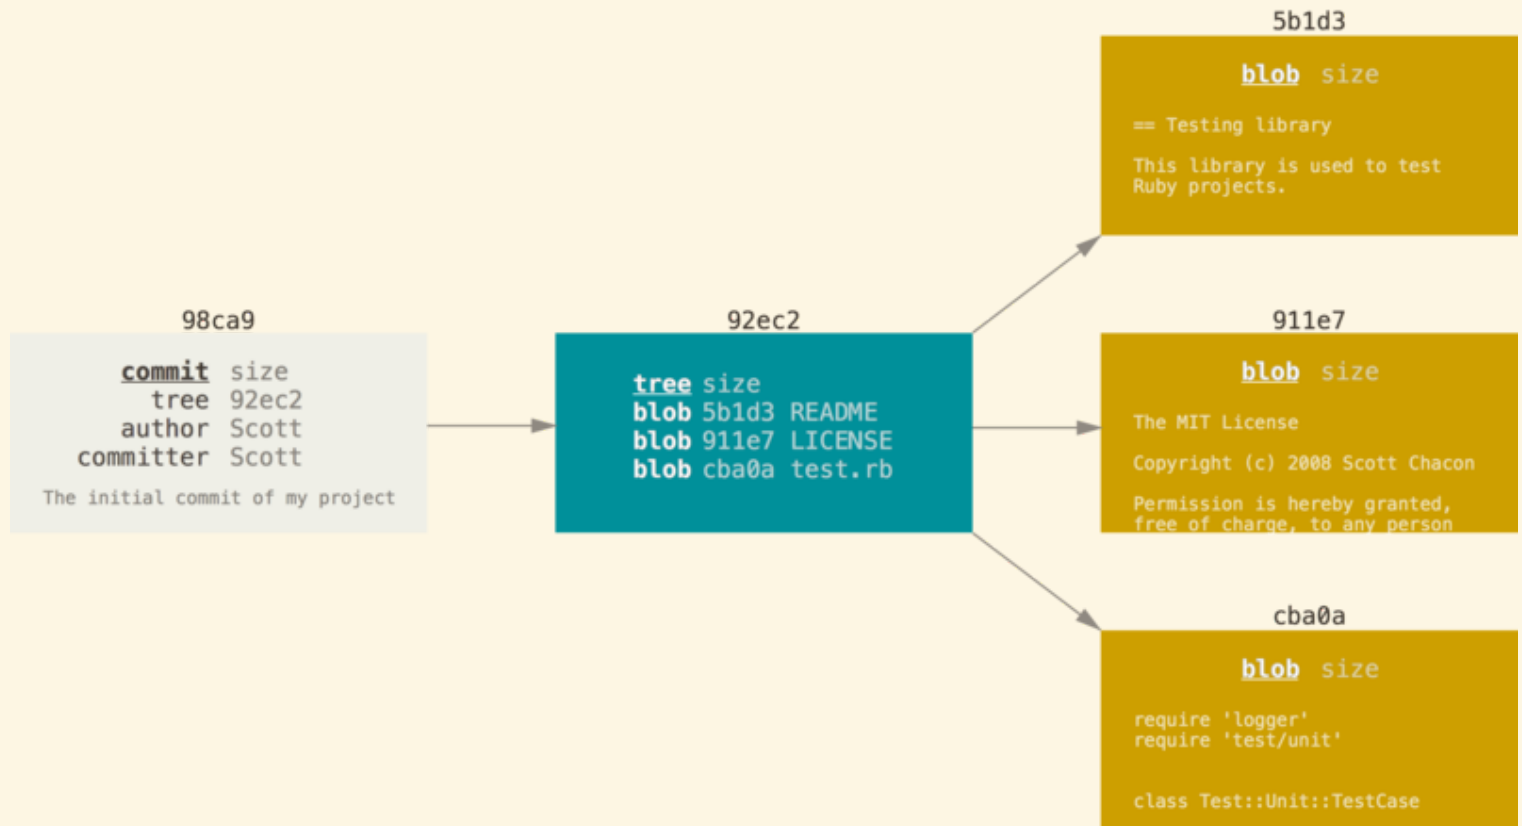 98ca9
commit size
tree 92ec2
author Scott
committer Scott
The initial commit of my project
92ec2
tree size
blob 5b1d3 README
blob 911e7 LICENSE
blob cba0a test.rb
5b1d3
blob size
== Testing library
This library is used to test
Ruby projects.
911e7
blob size
The MIT License
Copyright (c) 2008 Scott Chacon
Permission is hereby granted,
free of charge, to any person
cba0a
blob size
require 'logger'
require 'test/unit'
class Test::Unit::TestCase